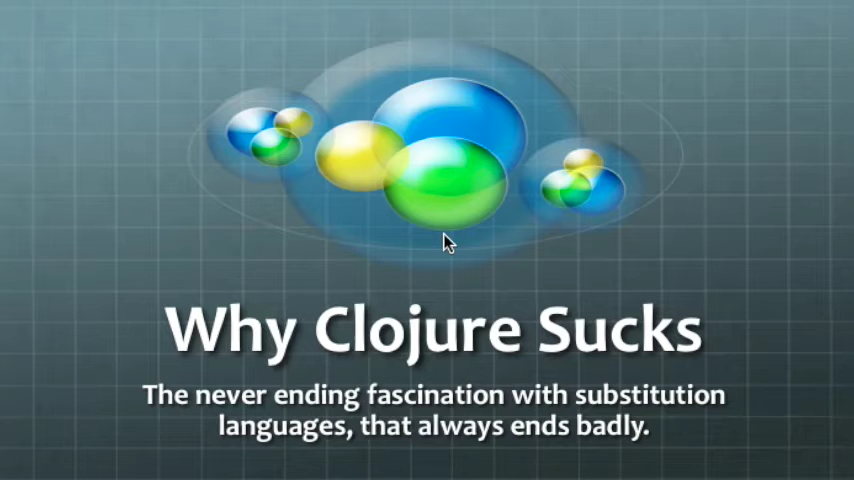 Why Clojure Sucks
The never ending fascination with substitution
languages, that always ends badly.